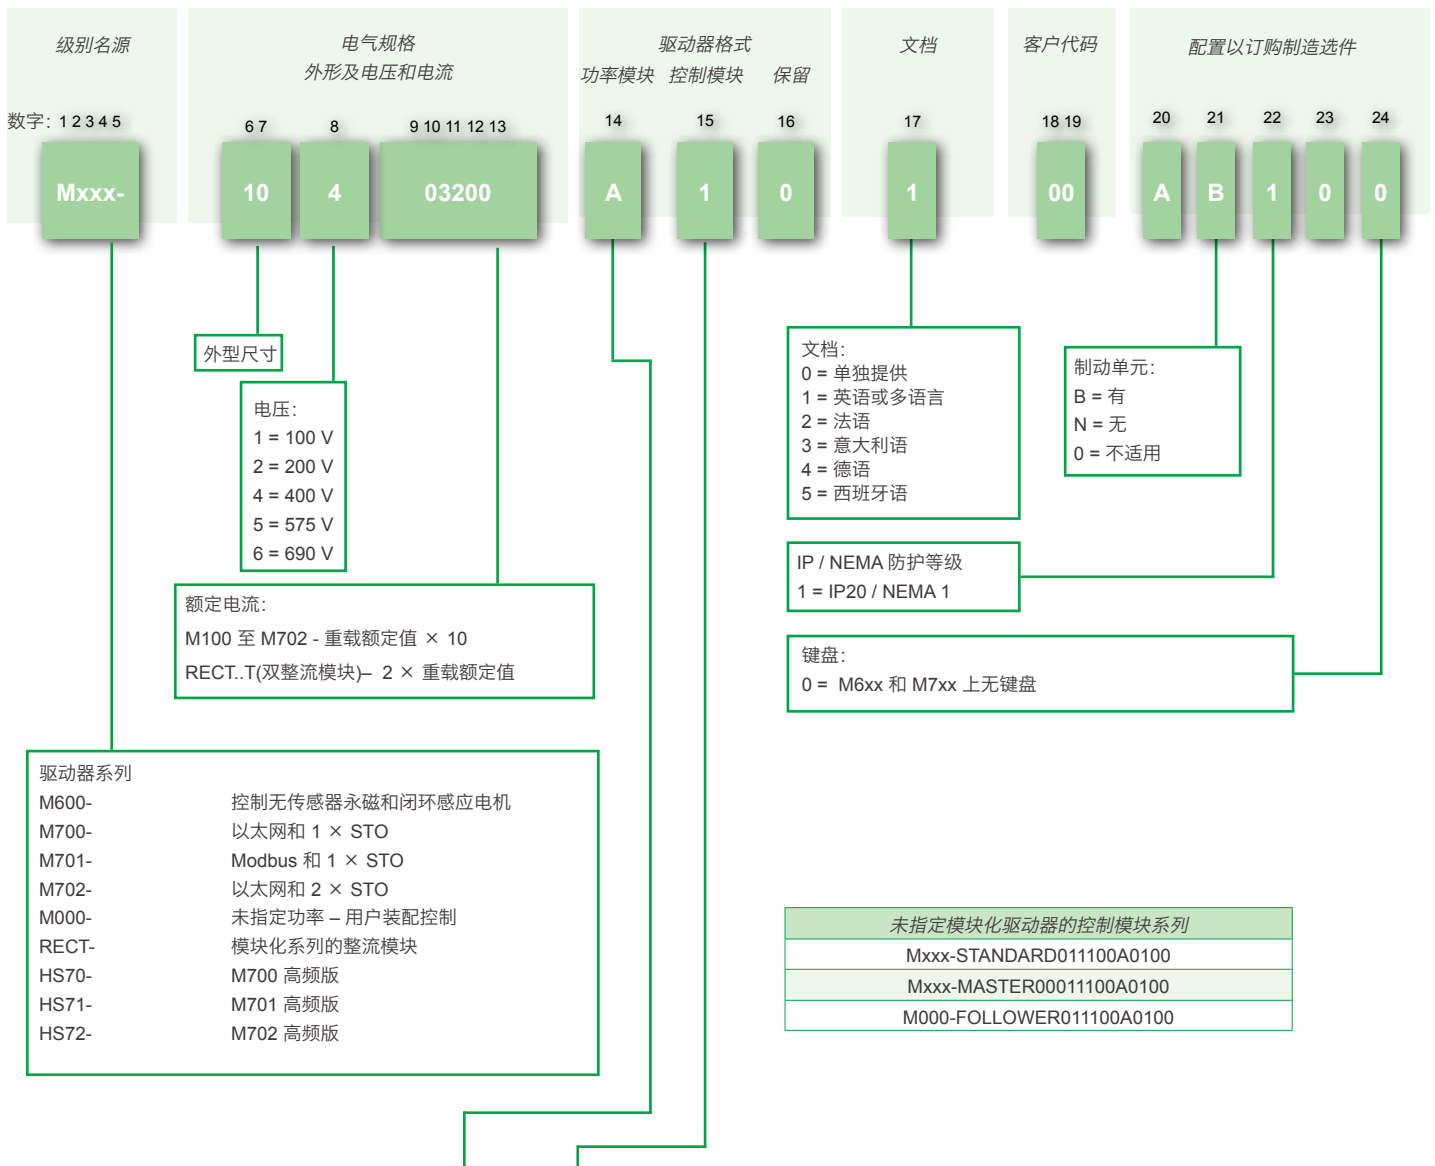 级别名源
电气规格
外形及电压和电流
驱动器格式
功率模块 控制模块 保留
文档
客户代码
配置以订购制造选件
数字: 1 2 3 4 5 6 7 8 9 10 11 12 13 14 15 16 17 18 19 20 21 22 23 24
Mxxx- 10 4 03200 A 1 0 1 00 A B 1 0 0
外型尺寸
电压:
1 = 100 V
2 = 200 V
4 = 400 V
5 = 575 V
6 = 690 V
额定电流:
M100 至 M702 - 重载额定值 × 10
RECT..T(双整流模块)– 2 × 重载额定值
文档:
0 = 单独提供
1 = 英语或多语言
2 = 法语
3 = 意大利语
4 = 德语
5 = 西班牙语
制动单元:
B = 有
N = 无
0 = 不适用
IP / NEMA 防护等级
1 = IP20 / NEMA 1
键盘:
0 = M6xx 和 M7xx 上无键盘
驱动器系列
M600- 控制无传感器永磁和闭环感应电机
M700- 以太网和 1 × STO
M701- Modbus 和 1 × STO
M702- 以太网和 2 × STO
M000- 未指定功率 – 用户装配控制
RECT- 模块化系列的整流模块
HS70- M700 高频版
HS71- M701 高频版
HS72- M702 高频版
未指定模块化驱动器的控制模块系列
Mxxx-STANDARD011100A0100
Mxxx-MASTER00011100A0100
M000-FOLLOWER011100A0100